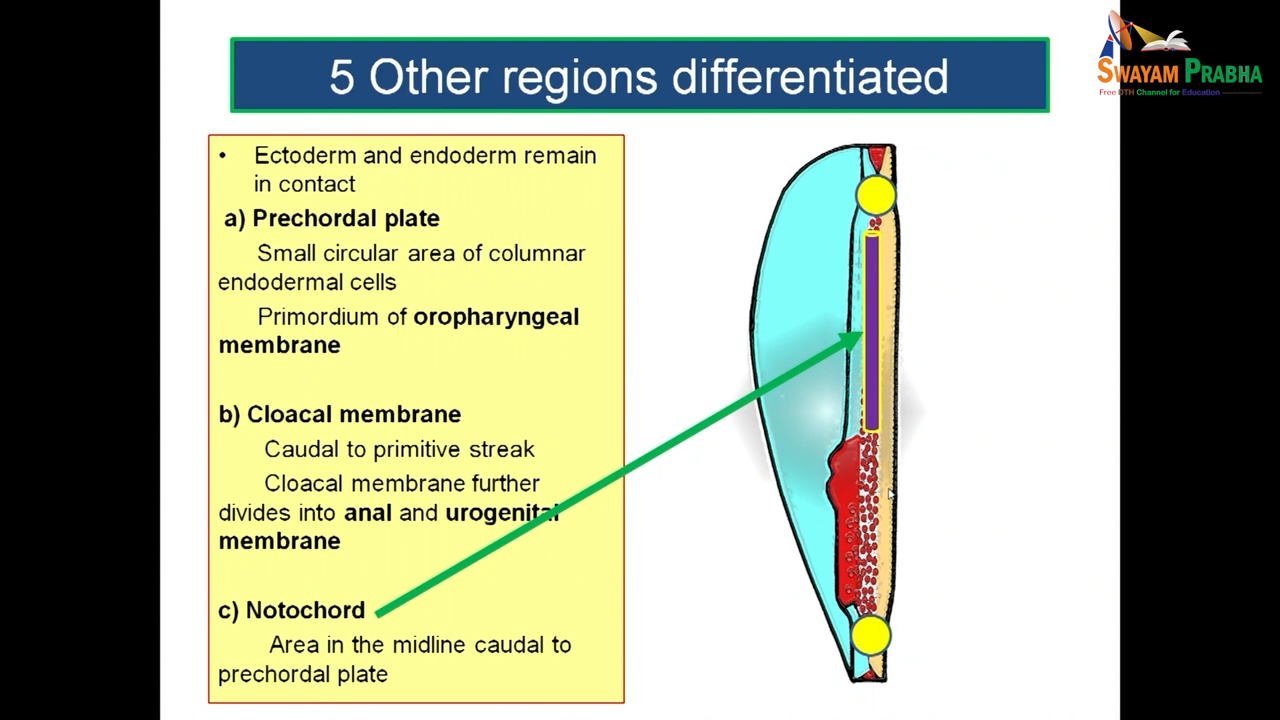 5 Other regions differentiated
SWAYAM PRABHA
Free DTH Channel for Education
• Ectoderm and endoderm remain
in contact
a) Prechordal plate
Small circular area of columnar
endodermal cells
Primordium of oropharyngeal
membrane
b) Cloacal membrane
Caudal to primitive streak
Cloacal membrane further
divides into anal and urogenital
membrane
c) Notochord
Area in the midline caudal to
prechordal plate